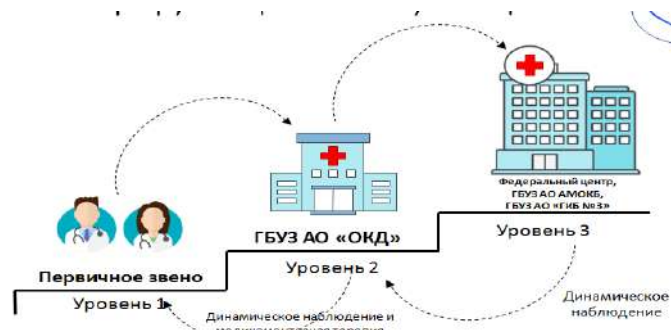 Федеральный центр,
ГБУЗ АО АМОКБ,
ГБУЗ АО «ГКБ №3»
ГБУЗ АО «ОКД»
Уровень 3
Первичное звено
Уровень 2
Уровень 1
Динамическое наблюдение и
Динамическое
наблюдение